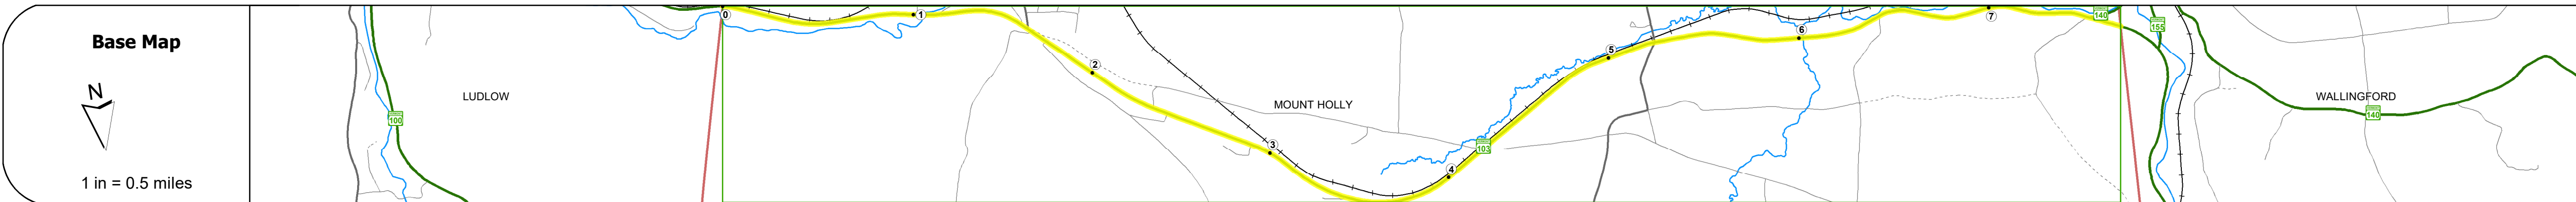 Base Map
N
1 in = 0.5 miles
100
LUDLOW
0
1
2
3
MOUNT HOLLY
4
103
5
6
7
140
155
WALLINGFORD
140